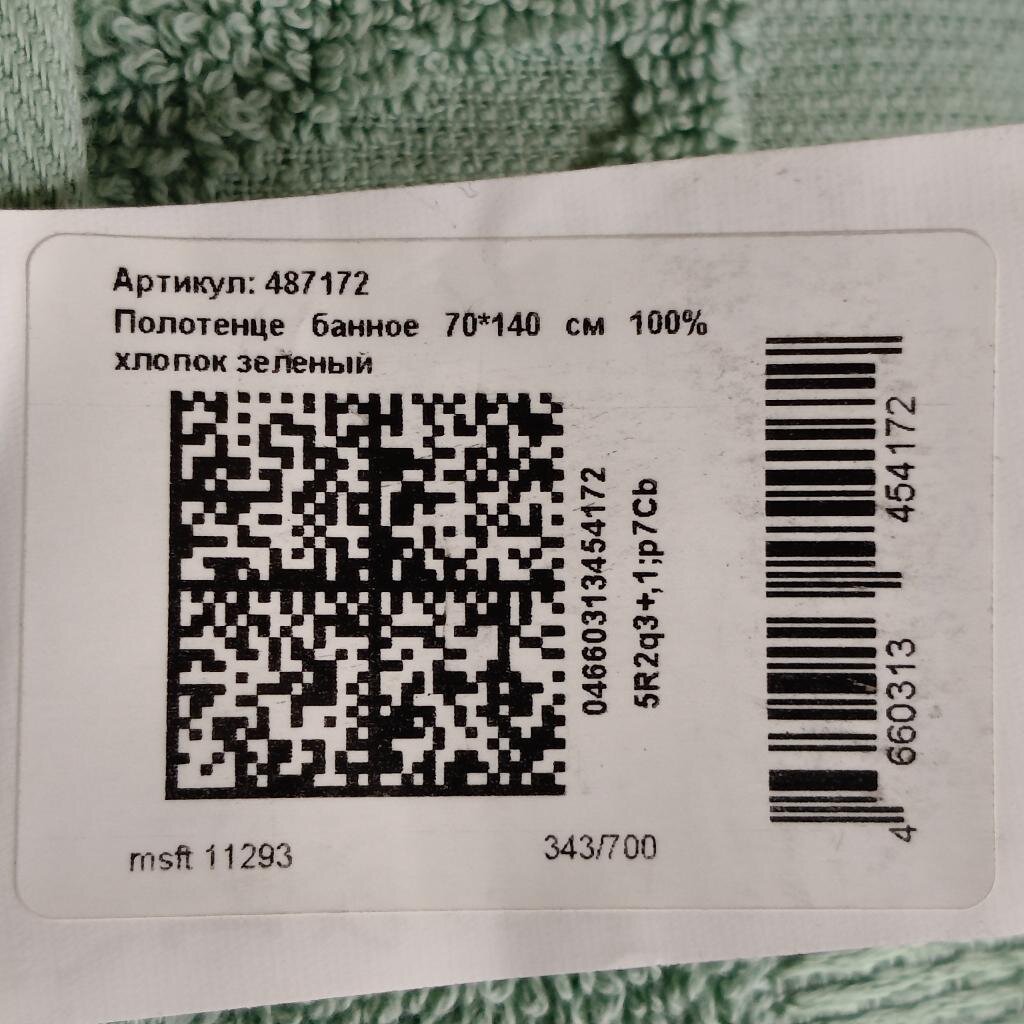 Артикул: 487172
Полотенце банное 70*140 см 100%
хлопок зеленый
04660313454172
5R2q3+,1;p7Cb
4 660313 454172
msft 11293
343/700